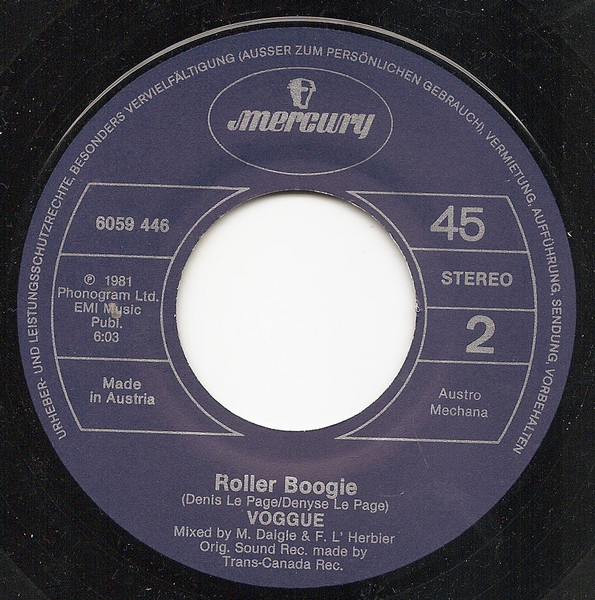 URHEBER- UND LEISTUNGSSCHUTZRECHTE, BESONDERS VERVIELFÄLTIGUNG (AUSSER ZUM PERSÖNLICHEN GEBRAUCH), VERMIETUNG, AUFFÜHRUNG, SENDUNG, VORBEHALTEN
mercury
6059 446
℗ 1981
Phonogram Ltd.
EMI Music
Publ.
6:03
Made
in Austria
45
STEREO
2
Austro
Mechana
Roller Boogie
(Denis Le Page/Denyse Le Page)
VOGGUE
Mixed by M. Daigle & F. L' Herbier
Orig. Sound Rec. made by
Trans-Canada Rec.